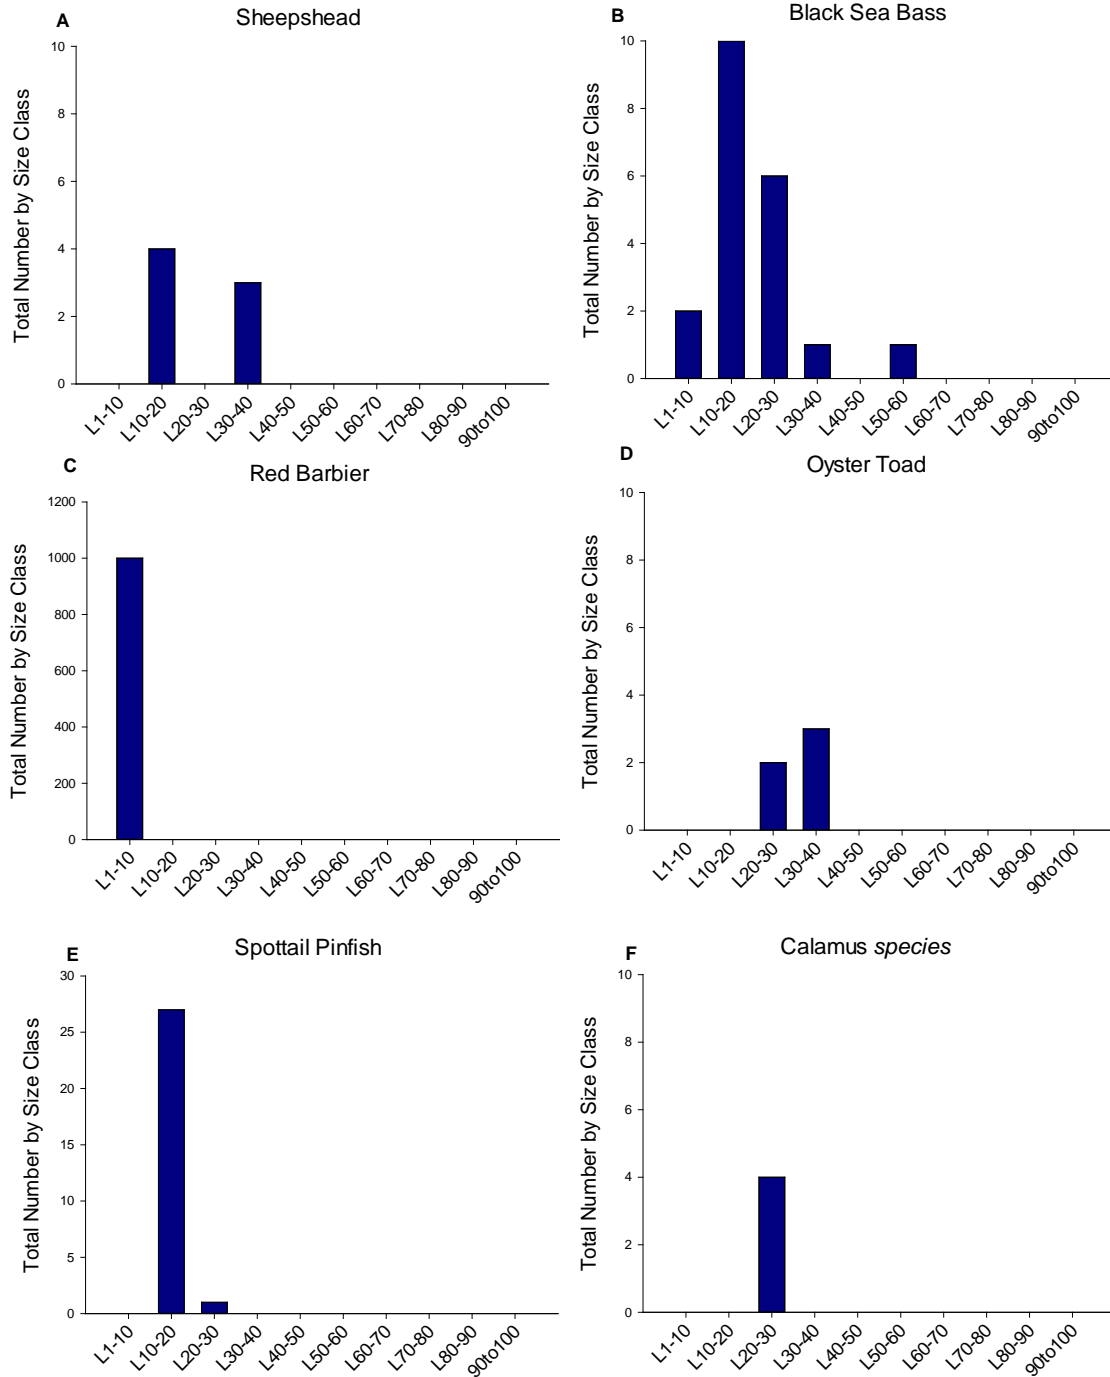 A
Sheepshead
Total Number by Size Class
10
8
6
4
2
0
L1-10
L10-20
L20-30
L30-40
L40-50
L50-60
L60-70
L70-80
L80-90
90to100
B
Black Sea Bass
Total Number by Size Class
10
8
6
4
2
0
L1-10
L10-20
L20-30
L30-40
L40-50
L50-60
L60-70
L70-80
L80-90
90to100
C
Red Barbier
Total Number by Size Class
1200
1000
800
600
400
200
0
L1-10
L10-20
L20-30
L30-40
L40-50
L50-60
L60-70
L70-80
L80-90
90to100
D
Oyster Toad
Total Number by Size Class
10
8
6
4
2
0
L1-10
L10-20
L20-30
L30-40
L40-50
L50-60
L60-70
L70-80
L80-90
90to100
E
Spottail Pinfish
Total Number by Size Class
30
25
20
15
10
5
0
L1-10
L10-20
L20-30
L30-40
L40-50
L50-60
L60-70
L70-80
L80-90
90to100
F
Calamus species
Total Number by Size Class
10
8
6
4
2
0
L1-10
L10-20
L20-30
L30-40
L40-50
L50-60
L60-70
L70-80
L80-90
90to100